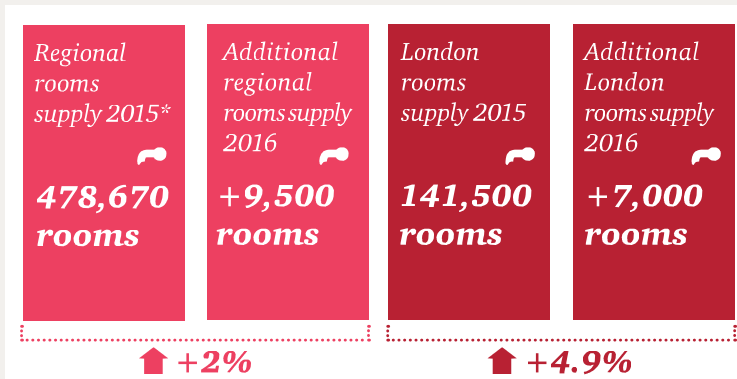 Regional
rooms
supply 2015*
478,670
rooms
Additional
regional
rooms supply
2016
+9,500
rooms
London
rooms
supply 2015
141,500
rooms
Additional
London
rooms supply
2016
+7,000
rooms
+2%
+4.9%